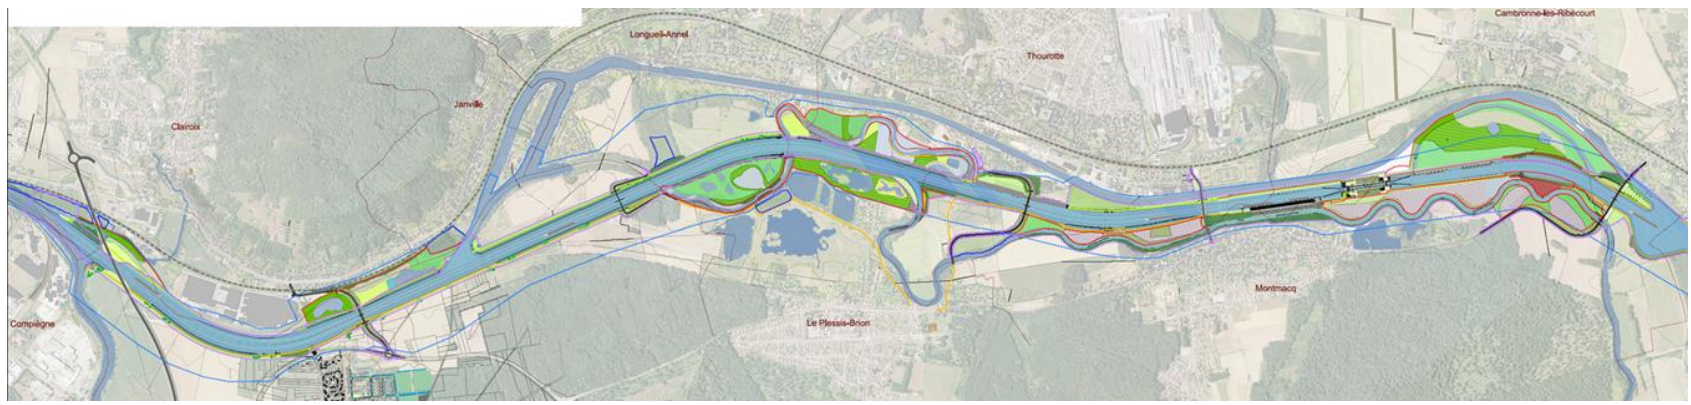 Cambronne-lès-Ribécourt
Longueil-Annel
Thourotte
Janville
Clairoix
Montmacq
Compiègne
Le Plessis-Brion